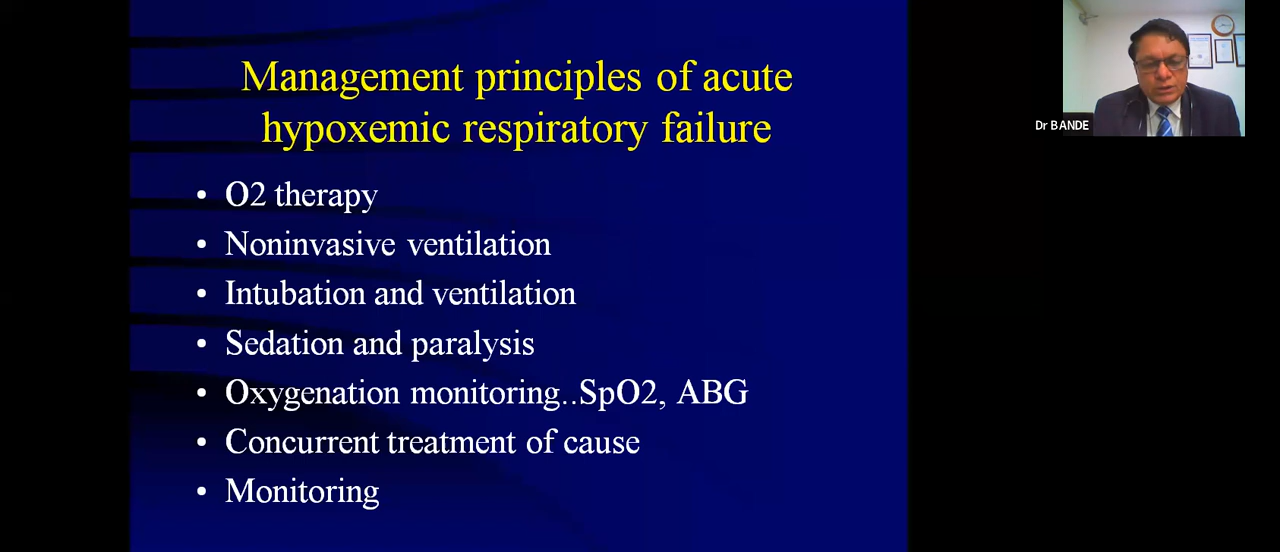 Management principles of acute
hypoxemic respiratory failure
• O2 therapy
• Noninvasive ventilation
• Intubation and ventilation
• Sedation and paralysis
• Oxygenation monitoring..SpO2, ABG
• Concurrent treatment of cause
• Monitoring
Dr BANDE